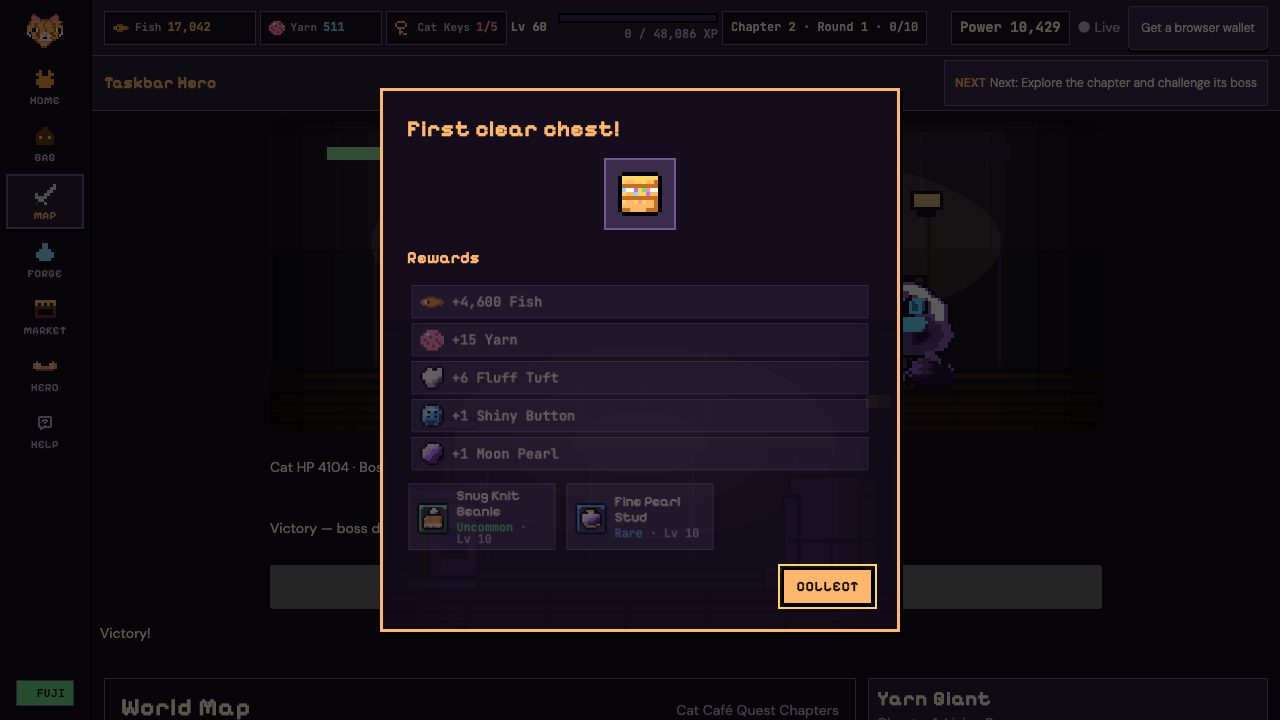 Fish 17,042
Yarn 511
Cat Keys 1/5
Lv 60
0 / 48,086 XP
Chapter 2 · Round 1 · 0/10
Power 10,429
Live
Get a browser wallet
HOME
BAG
MAP
FORGE
MARKET
HERO
HELP
FUJI
Taskbar Hero
NEXT Next: Explore the chapter and challenge its boss
First clear chest!
Rewards
+4,600 Fish
+15 Yarn
+6 Fluff Tuft
+1 Shiny Button
+1 Moon Pearl
Snug Knit
Beanie
Uncommon ·
Lv 10
Fine Pearl
Stud
Rare · Lv 10
COLLECT
Cat HP 4104 · Bos
Victory — boss d
Victory!
World Map
Cat Café Quest Chapters
Yarn Giant